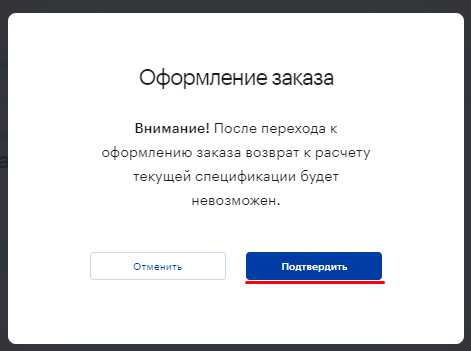 Оформление заказа
Внимание! После перехода к
оформлению заказа возврат к расчету
текущей спецификации будет
невозможен.
Отменить
Подтвердить